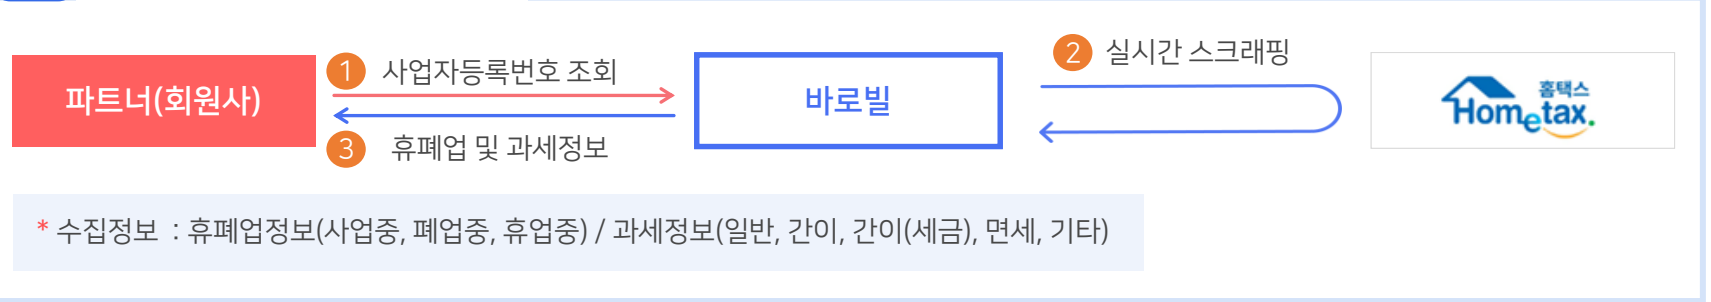 1 사업자등록번호 조회
2 실시간 스크래핑
파트너(회원사)
바로빌
홈택스
Hometax.
3 휴폐업 및 과세정보
* 수집정보 : 휴폐업정보(사업중, 폐업중, 휴업중) / 과세정보(일반, 간이, 간이(세금), 면세, 기타)